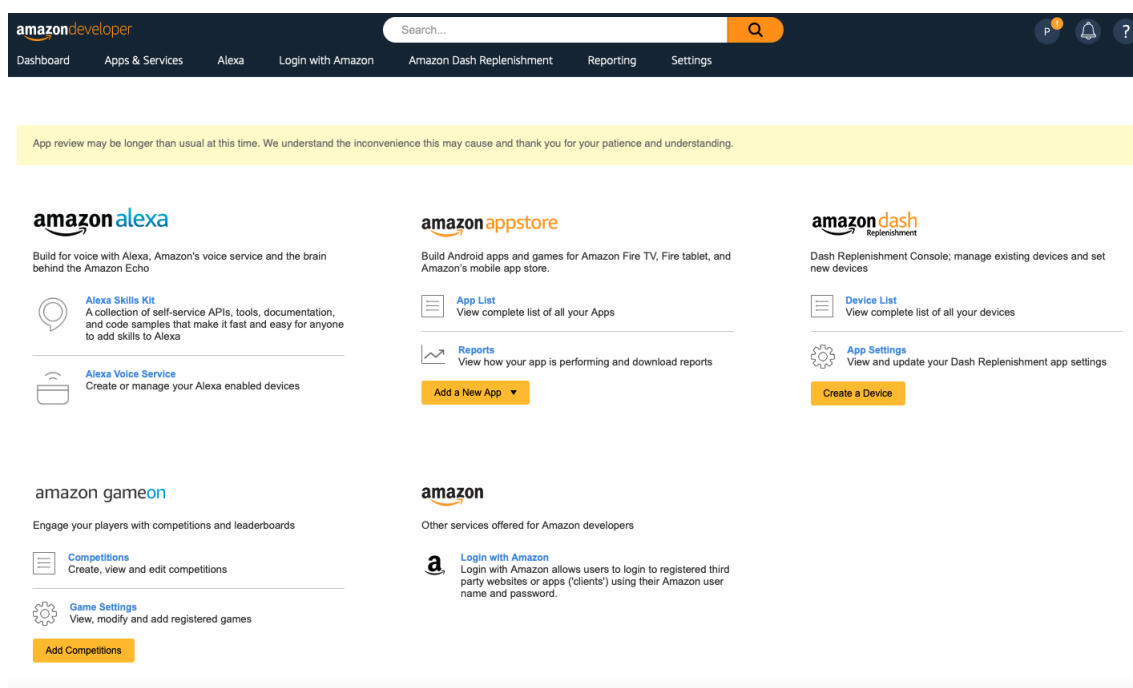 amazondeveloper
Search...
P !
?
Dashboard Apps & Services Alexa Login with Amazon Amazon Dash Replenishment Reporting Settings
App review may be longer than usual at this time. We understand the inconvenience this may cause and thank you for your patience and understanding.
amazon alexa
Build for voice with Alexa, Amazon's voice service and the brain
behind the Amazon Echo
Alexa Skills Kit
A collection of self-service APIs, tools, documentation,
and code samples that make it fast and easy for anyone
to add skills to Alexa
Alexa Voice Service
Create or manage your Alexa enabled devices
amazon appstore
Build Android apps and games for Amazon Fire TV, Fire tablet, and
Amazon's mobile app store.
App List
View complete list of all your Apps
Reports
View how your app is performing and download reports
Add a New App
amazon dash
Replenishment
Dash Replenishment Console; manage existing devices and set
new devices
Device List
View complete list of all your devices
App Settings
View and update your Dash Replenishment app settings
Create a Device
amazon gameon
Engage your players with competitions and leaderboards
Competitions
Create, view and edit competitions
Game Settings
View, modify and add registered games
Add Competitions
amazon
Other services offered for Amazon developers
a
Login with Amazon
Login with Amazon allows users to login to registered third
party websites or apps ('clients') using their Amazon user
name and password.